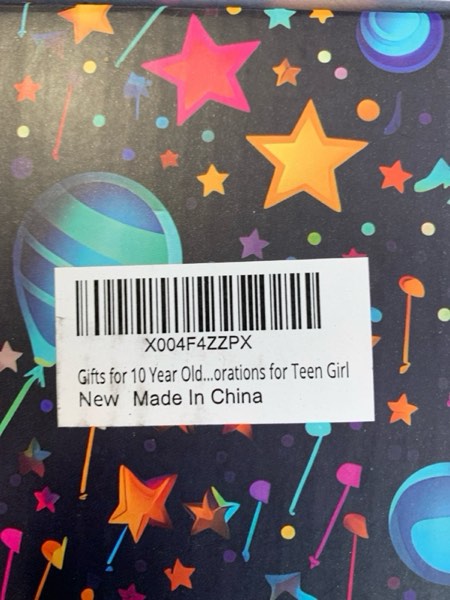 X004F4ZZPX
Gifts for 10 Year Old...orations for Teen Girl
New Made In China